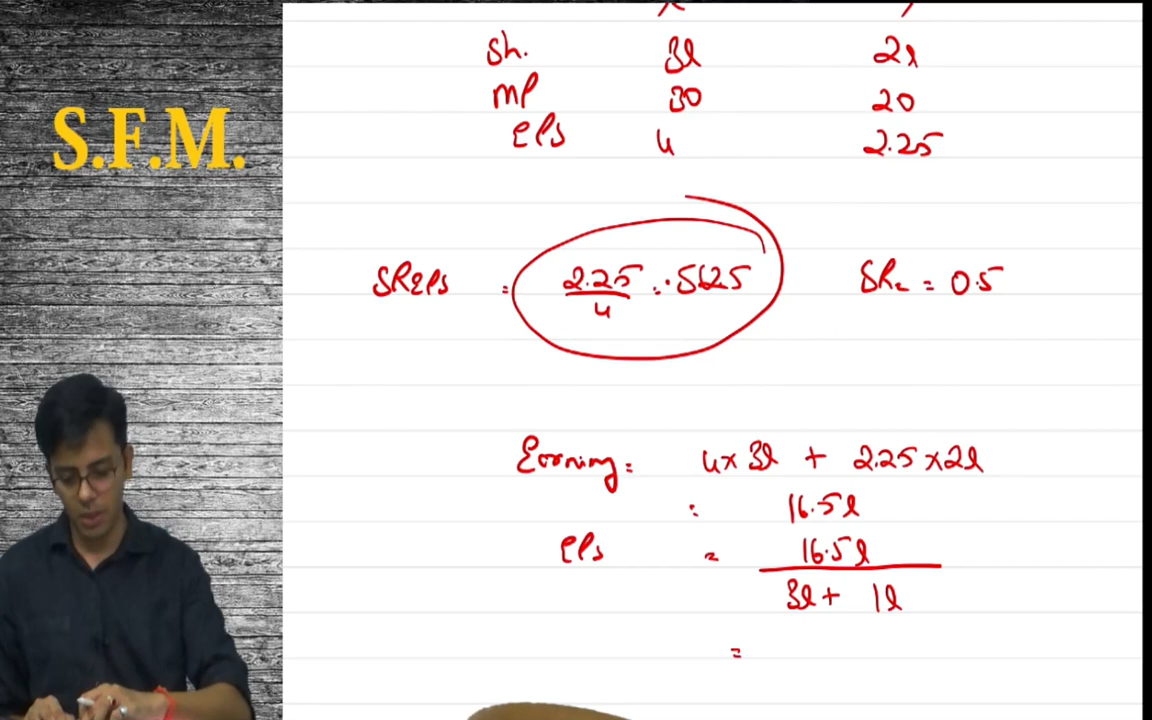 S.F.M.
Sh. 3l 2l
MP 30 20
EPS 4 2.25
SREPS = 2.25/4 = .5625 SR = 0.5
Earning = 4x3l + 2.25x2l
= 16.5l
EPS = 16.5l
3l + 1l
=